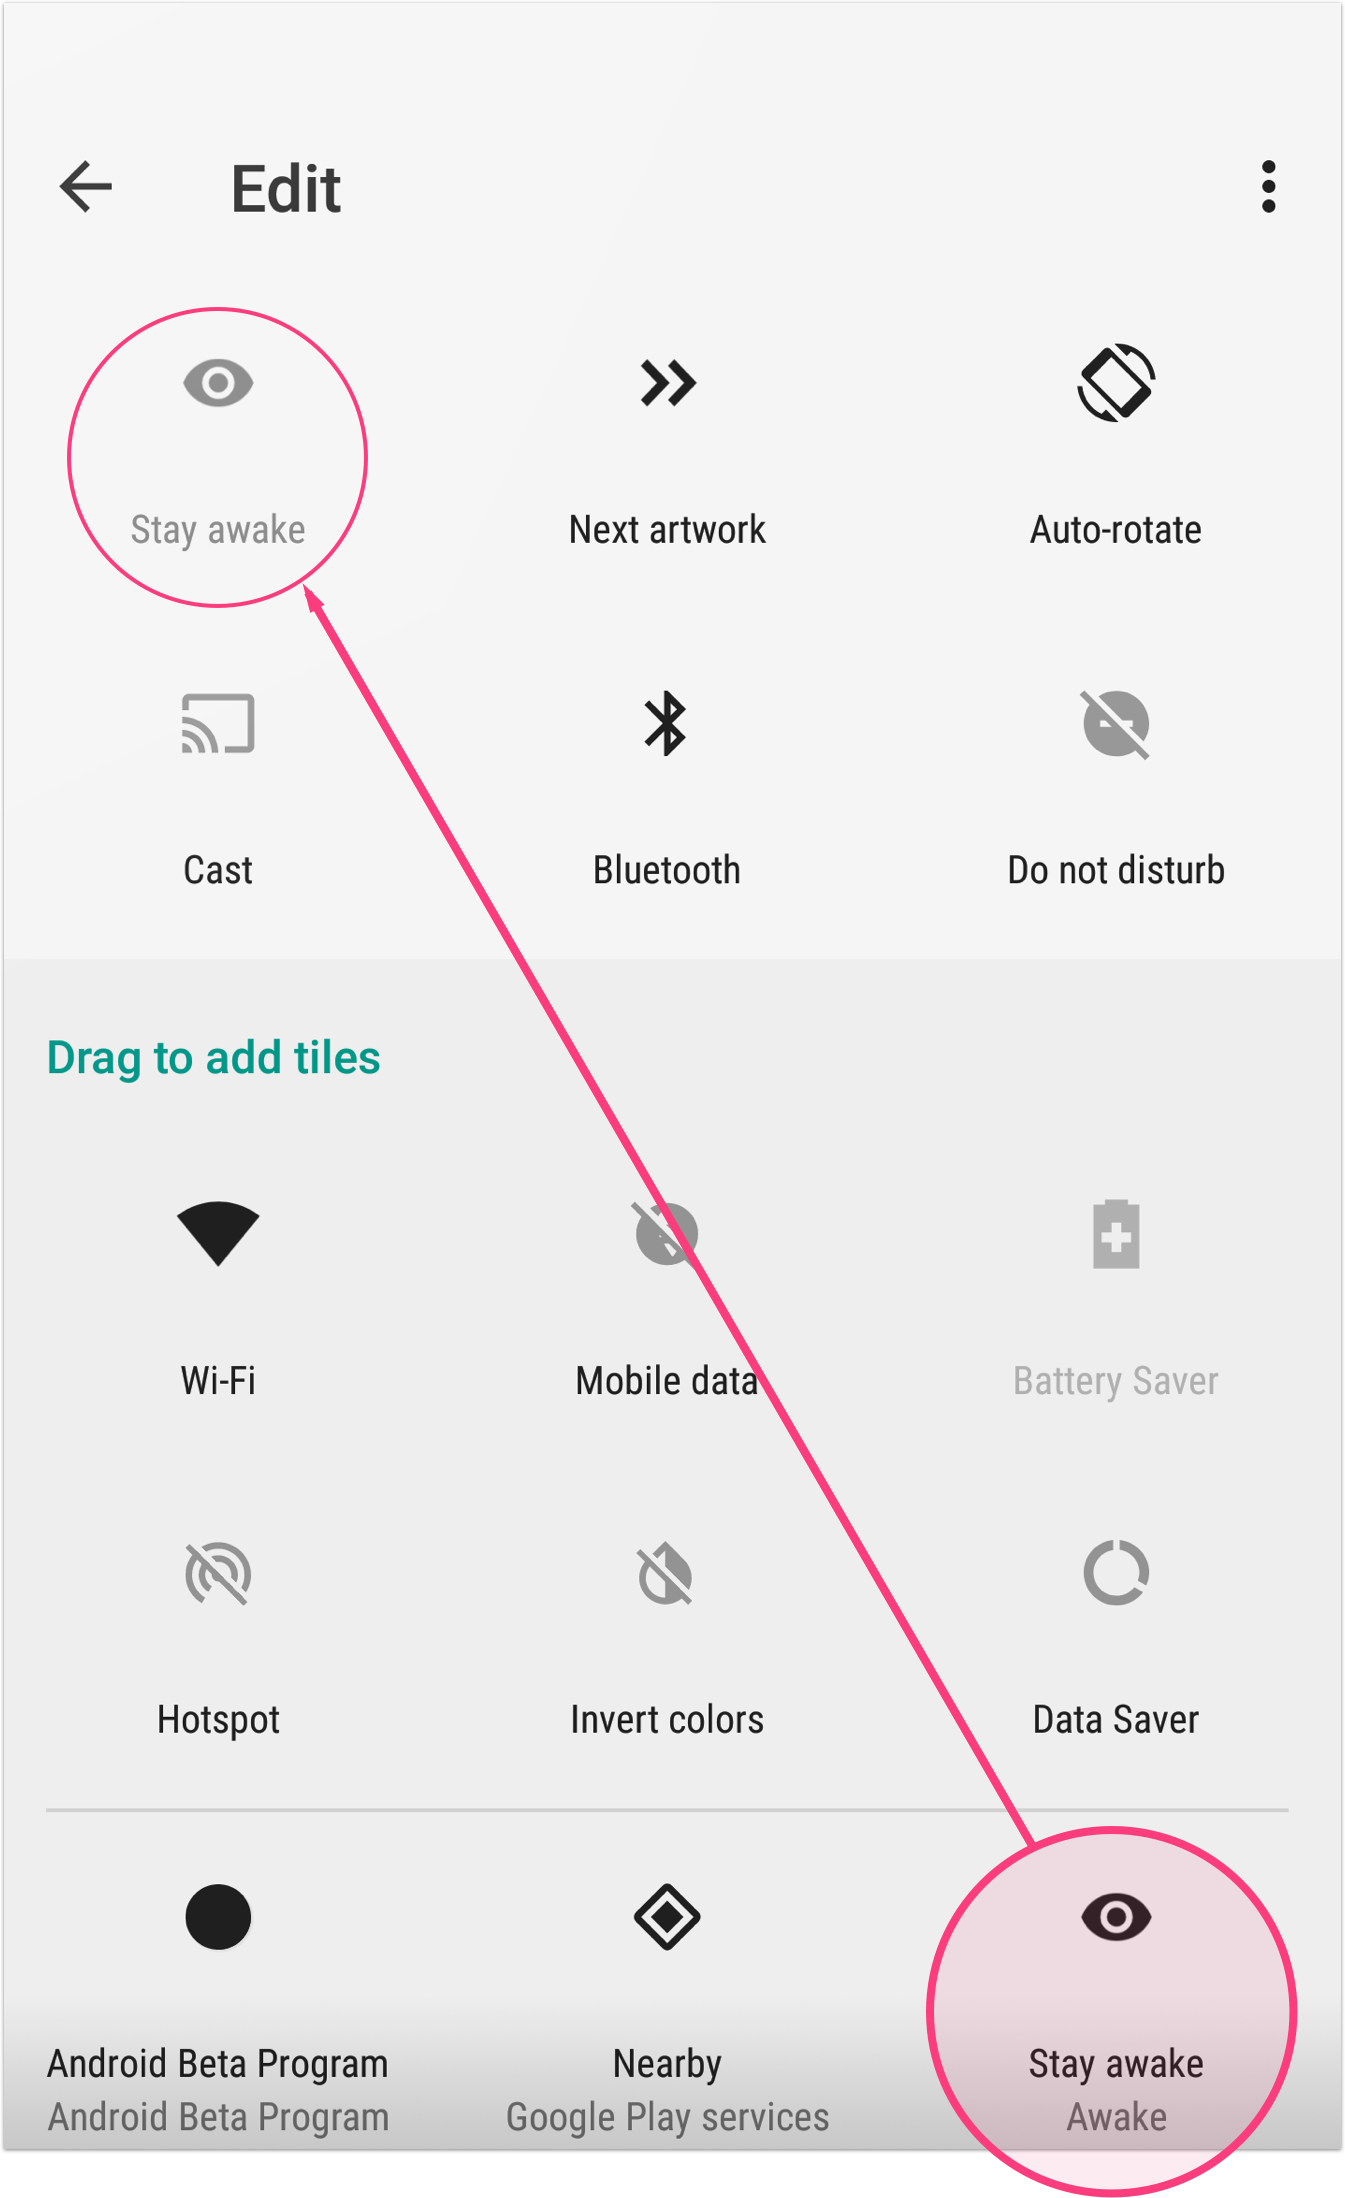 Edit
Stay awake
Next artwork
Auto-rotate
Cast
Bluetooth
Do not disturb
Drag to add tiles
Wi-Fi
Mobile data
Battery Saver
Hotspot
Invert colors
Data Saver
Android Beta Program
Android Beta Program
Nearby
Google Play services
Stay awake
Awake